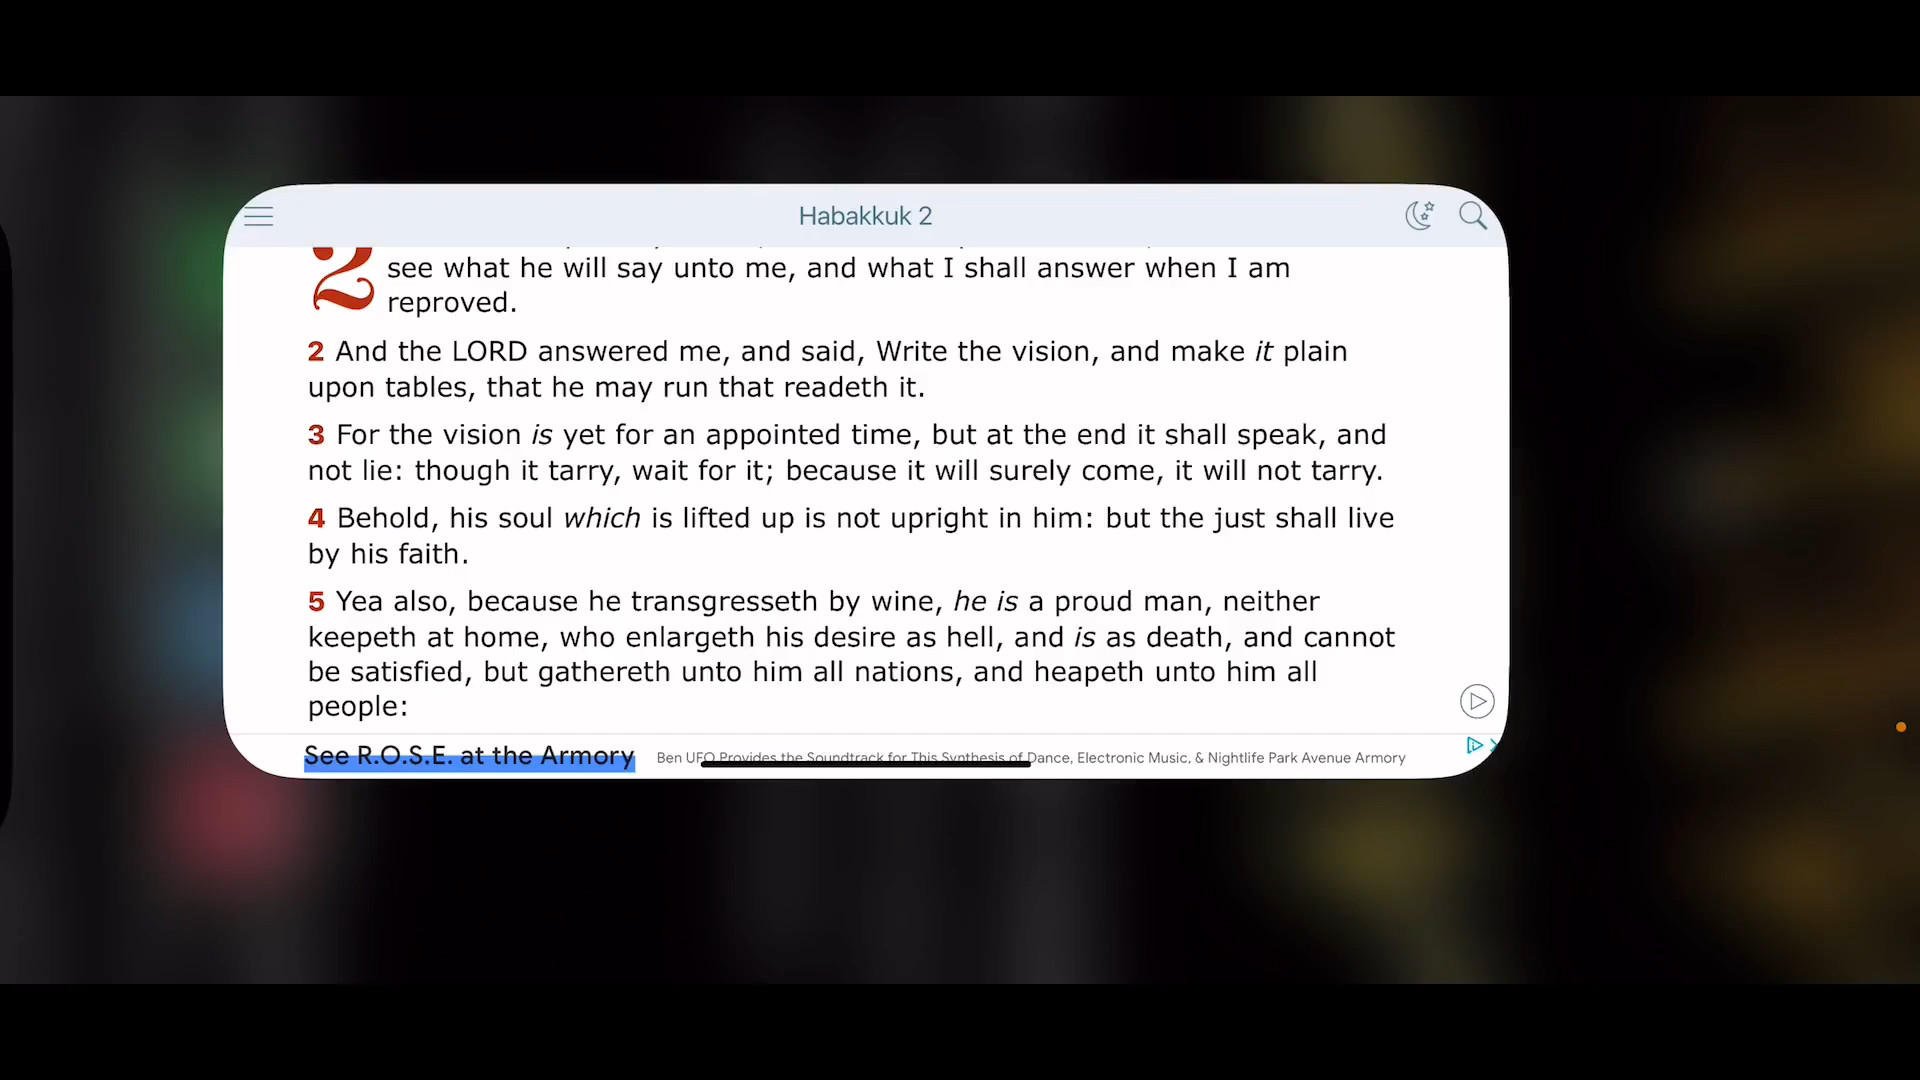 Habakkuk 2
2 see what he will say unto me, and what I shall answer when I am
reproved.
2 And the LORD answered me, and said, Write the vision, and make it plain
upon tables, that he may run that readeth it.
3 For the vision is yet for an appointed time, but at the end it shall speak, and
not lie: though it tarry, wait for it; because it will surely come, it will not tarry.
4 Behold, his soul which is lifted up is not upright in him: but the just shall live
by his faith.
5 Yea also, because he transgresseth by wine, he is a proud man, neither
keepeth at home, who enlargeth his desire as hell, and is as death, and cannot
be satisfied, but gathereth unto him all nations, and heapeth unto him all
people:
See R.O.S.E. at the Armory Ben UFO Provides the Soundtrack for This Synthesis of Dance, Electronic Music, & Nightlife Park Avenue Armory